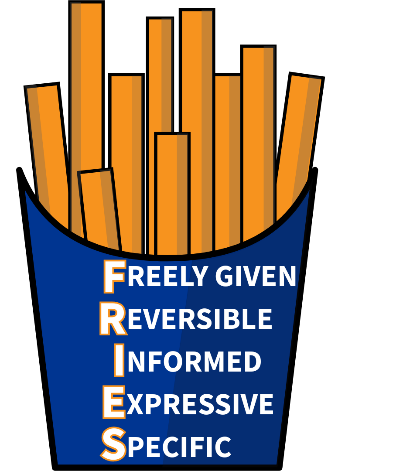 FREELY GIVEN
REVERSIBLE
INFORMED
EXPRESSIVE
SPECIFIC